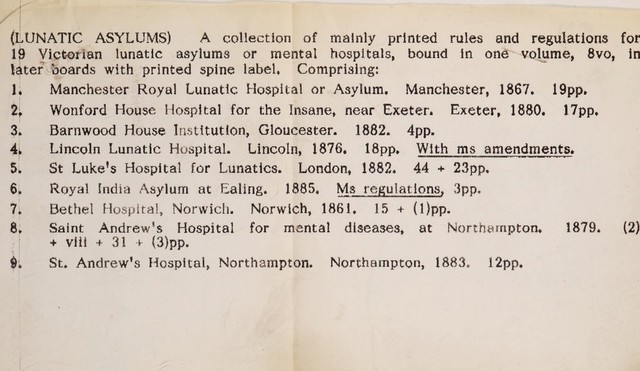 (LUNATIC ASYLUMS) A collection of mainly printed rules and regulations for
19 Victorian lunatic asylums or mental hospitals, bound in one volume, 8vo, in
later boards with printed spine label. Comprising:
1. Manchester Royal Lunatic Hospital or Asylum. Manchester, 1867. 19pp.
2. Wonford House Hospital for the Insane, near Exeter. Exeter, 1880. 17pp.
3. Barnwood House Institution, Gloucester. 1882. 4pp.
4. Lincoln Lunatic Hospital. Lincoln, 1876. 18pp. With ms amendments.
5. St Luke's Hospital for Lunatics. London, 1882. 44 + 23pp.
6. Royal India Asylum at Ealing. 1885. Ms regulations, 3pp.
7. Bethel Hospital, Norwich. Norwich, 1861. 15 + (1)pp.
8. Saint Andrew's Hospital for mental diseases, at Northampton. 1879. (2)
+ viii + 31 + (3)pp.
9. St. Andrew's Hospital, Northampton. Northampton, 1883. 12pp.